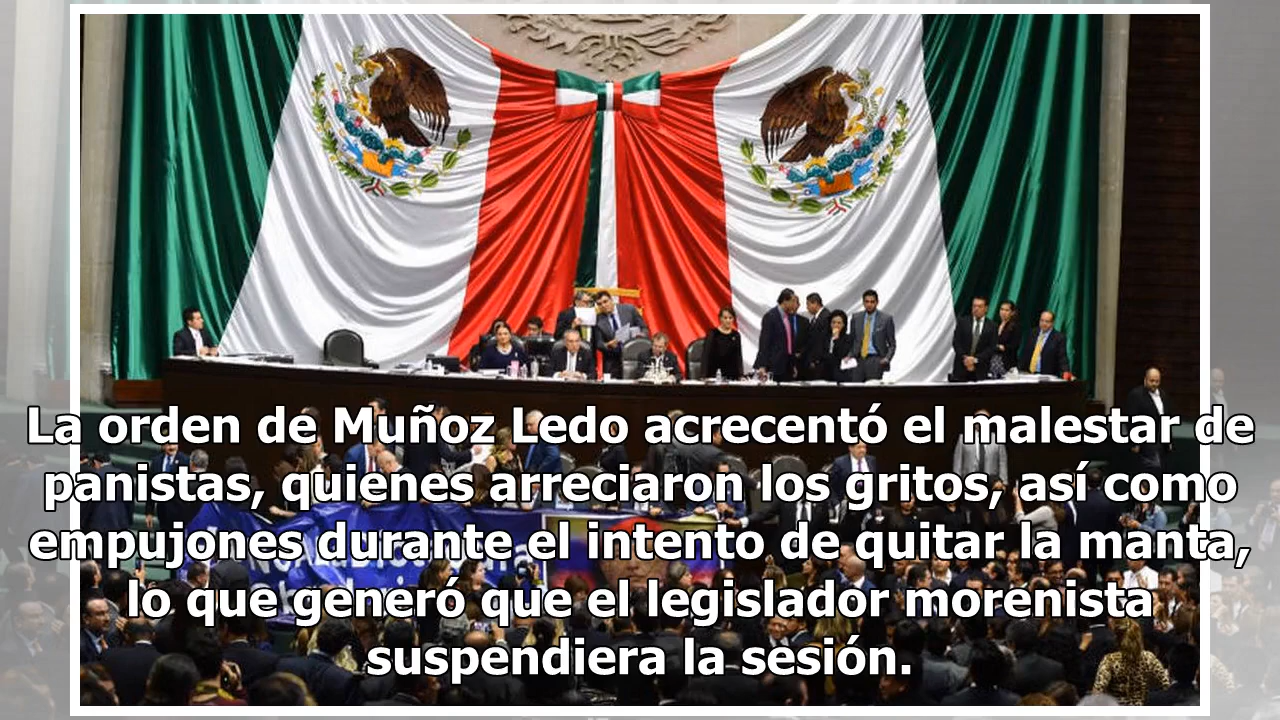 La orden de Muñoz Ledo acrecentó el malestar de
panistas, quienes arreciaron los gritos, así como
empujones durante el intento de quitar la manta,
lo que generó que el legislador morenista
suspendiera la sesión.